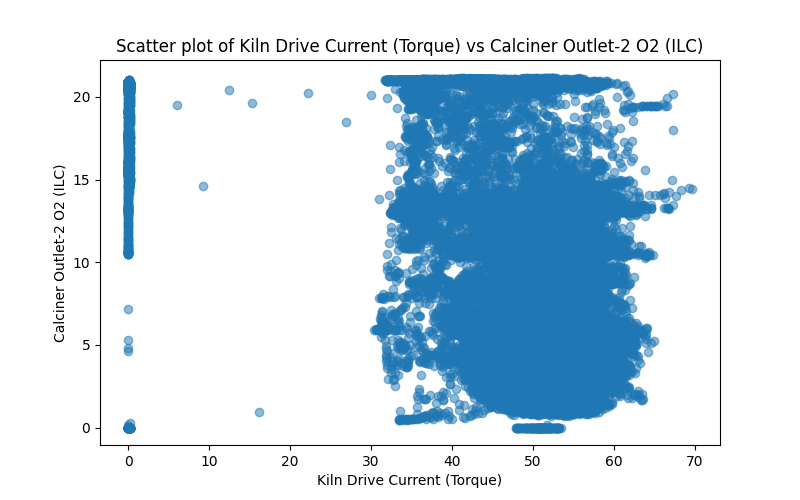 Scatter plot of Kiln Drive Current (Torque) vs Calciner Outlet-2 O2 (ILC)
20
15
10
5
0
Calciner Outlet-2 O2 (ILC)
0 10 20 30 40 50 60 70
Kiln Drive Current (Torque)